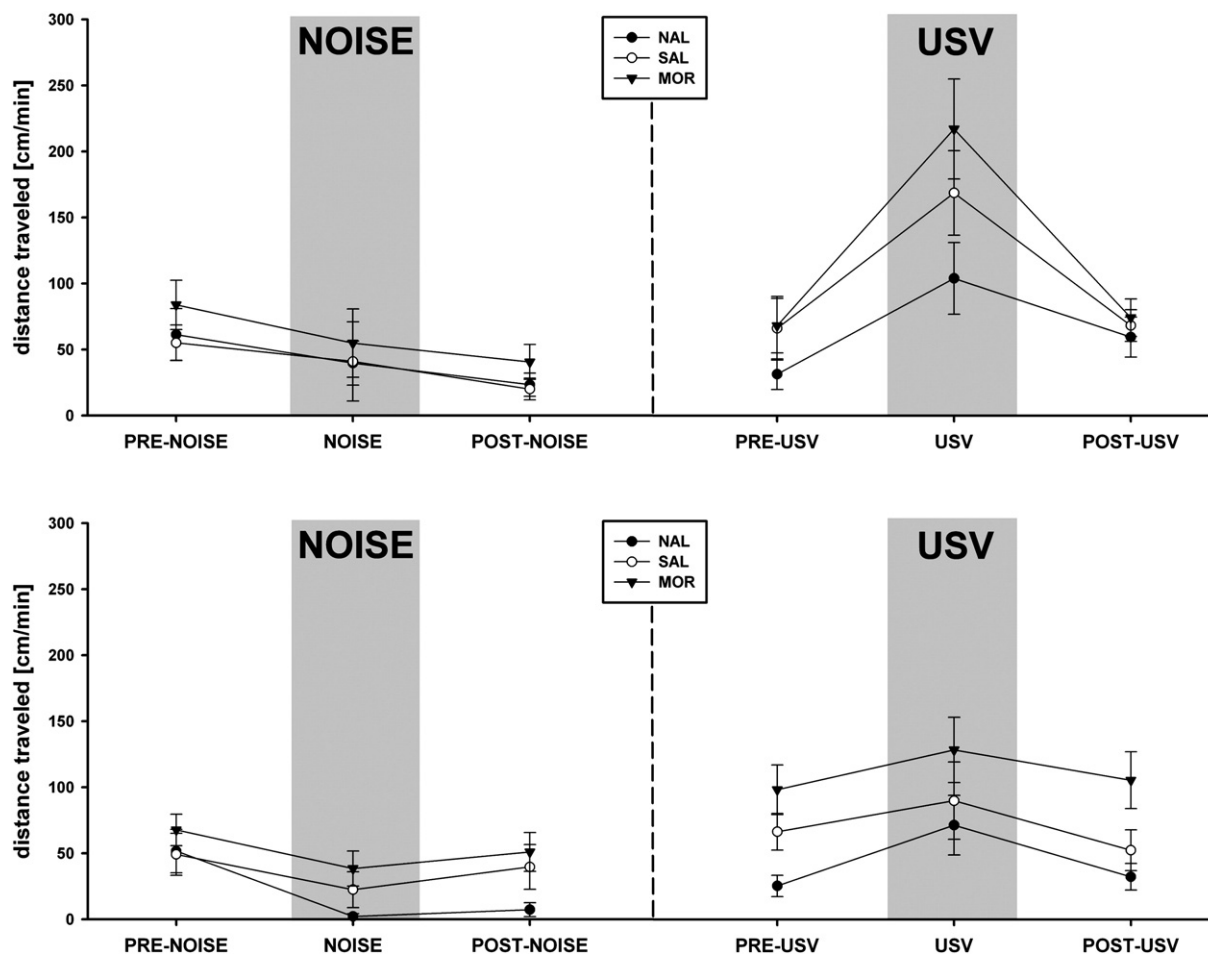 distance traveled [cm/min]
300
250
200
150
100
50
0
NOISE
NAL
SAL
MOR
USV
PRE-NOISE
NOISE
POST-NOISE
PRE-USV
USV
POST-USV
distance traveled [cm/min]
300
250
200
150
100
50
0
NOISE
NAL
SAL
MOR
USV
PRE-NOISE
NOISE
POST-NOISE
PRE-USV
USV
POST-USV